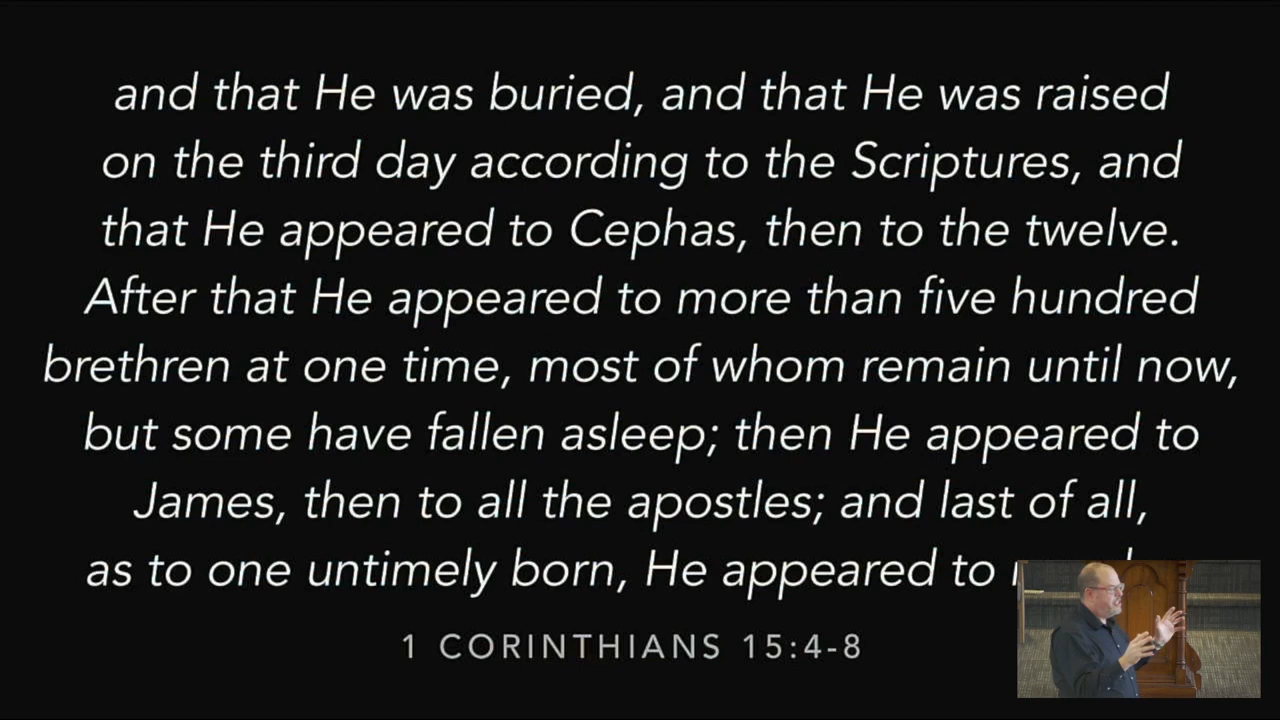 and that He was buried, and that He was raised
on the third day according to the Scriptures, and
that He appeared to Cephas, then to the twelve.
After that He appeared to more than five hundred
brethren at one time, most of whom remain until now,
but some have fallen asleep; then He appeared to
James, then to all the apostles; and last of all,
as to one untimely born, He appeared to
1 CORINTHIANS 15:4-8